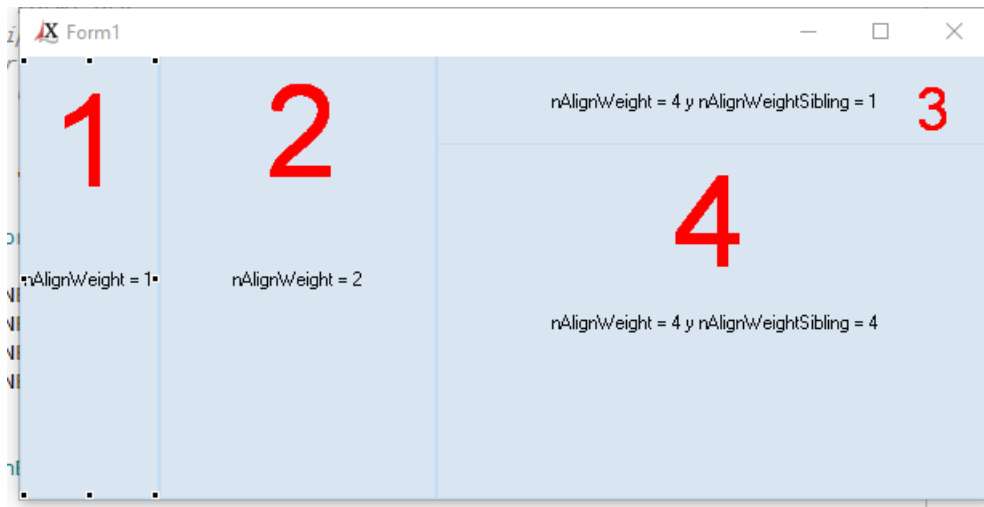 Form1
1
2
nAlignWeight = 4 y nAlignWeightSibling = 1
3
4
nAlignWeight = 1
nAlignWeight = 2
nAlignWeight = 4 y nAlignWeightSibling = 4